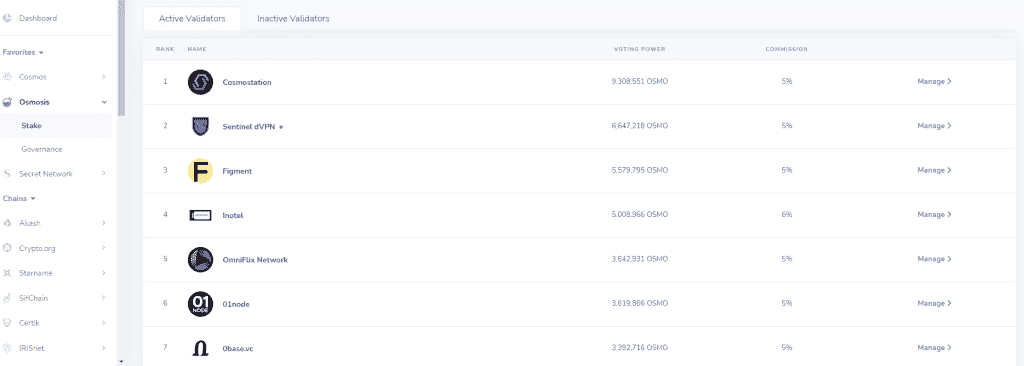 Dashboard
Favorites
Cosmos
Osmosis
Stake
Governance
Secret Network
Chains
Akash
Crypto.org
Starname
SifChain
Certik
IRISnet
Active Validators Inactive Validators
RANK NAME VOTING POWER COMMISSION
1 Cosmostation 9,308,551 OSMO 5% Manage
2 Sentinel dVPN 6,647,218 OSMO 5% Manage
3 F Figment 5,579,795 OSMO 5% Manage
4 Inotel 5,008,966 OSMO 6% Manage
5 OmniFlix Network 3,642,931 OSMO 5% Manage
6 01 NODE 01node 3,619,866 OSMO 5% Manage
7 0base.vc 3,392,716 OSMO 5% Manage